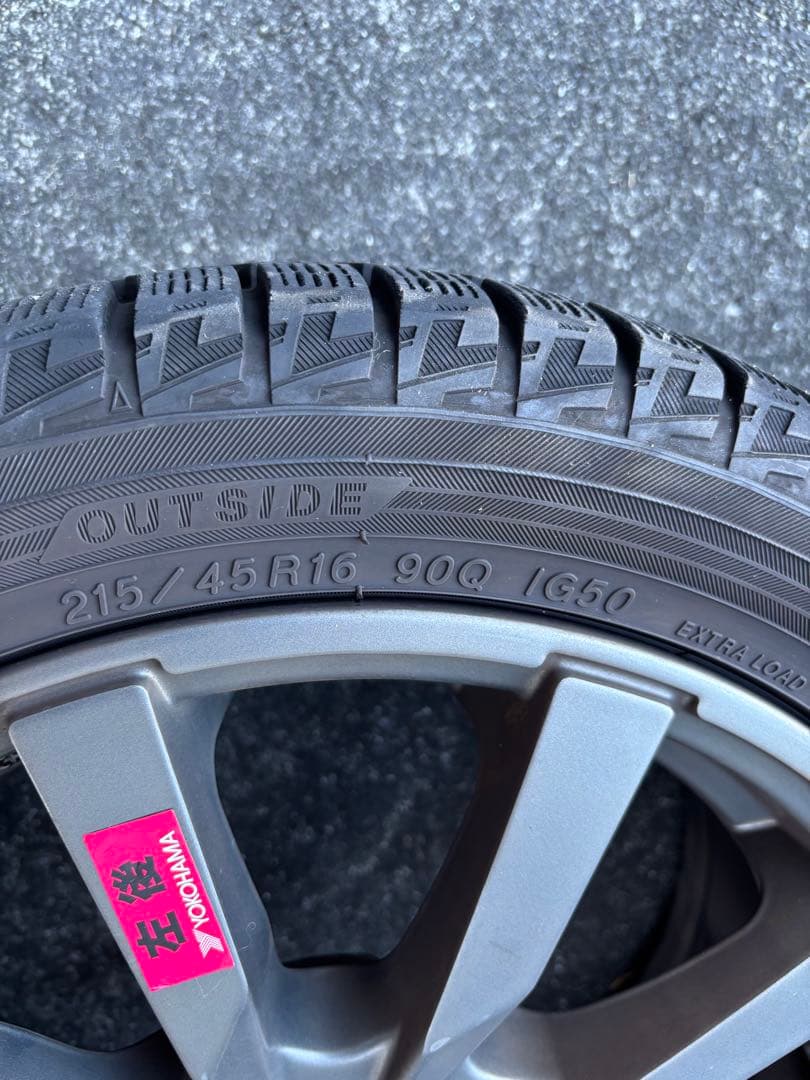 OUTSIDE
215/45R16 90Q IG50 EXTRA LOAD
左後
YOKOHAMA